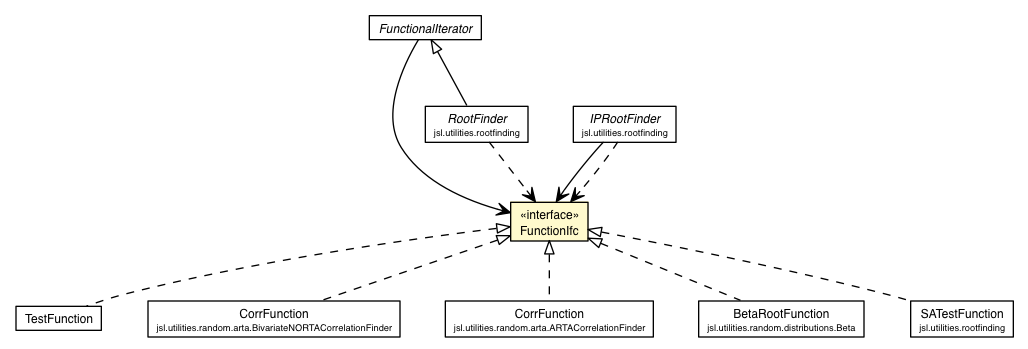 FunctionalIterator
RootFinder
jsl.utilities.rootfinding
IPRootFinder
jsl.utilities.rootfinding
«interface»
FunctionIfc
TestFunction
CorrFunction
jsl.utilities.random.arta.BivariateNORTACorrelationFinder
CorrFunction
jsl.utilities.random.arta.ARTACorrelationFinder
BetaRootFunction
jsl.utilities.random.distributions.Beta
SATestFunction
jsl.utilities.rootfinding